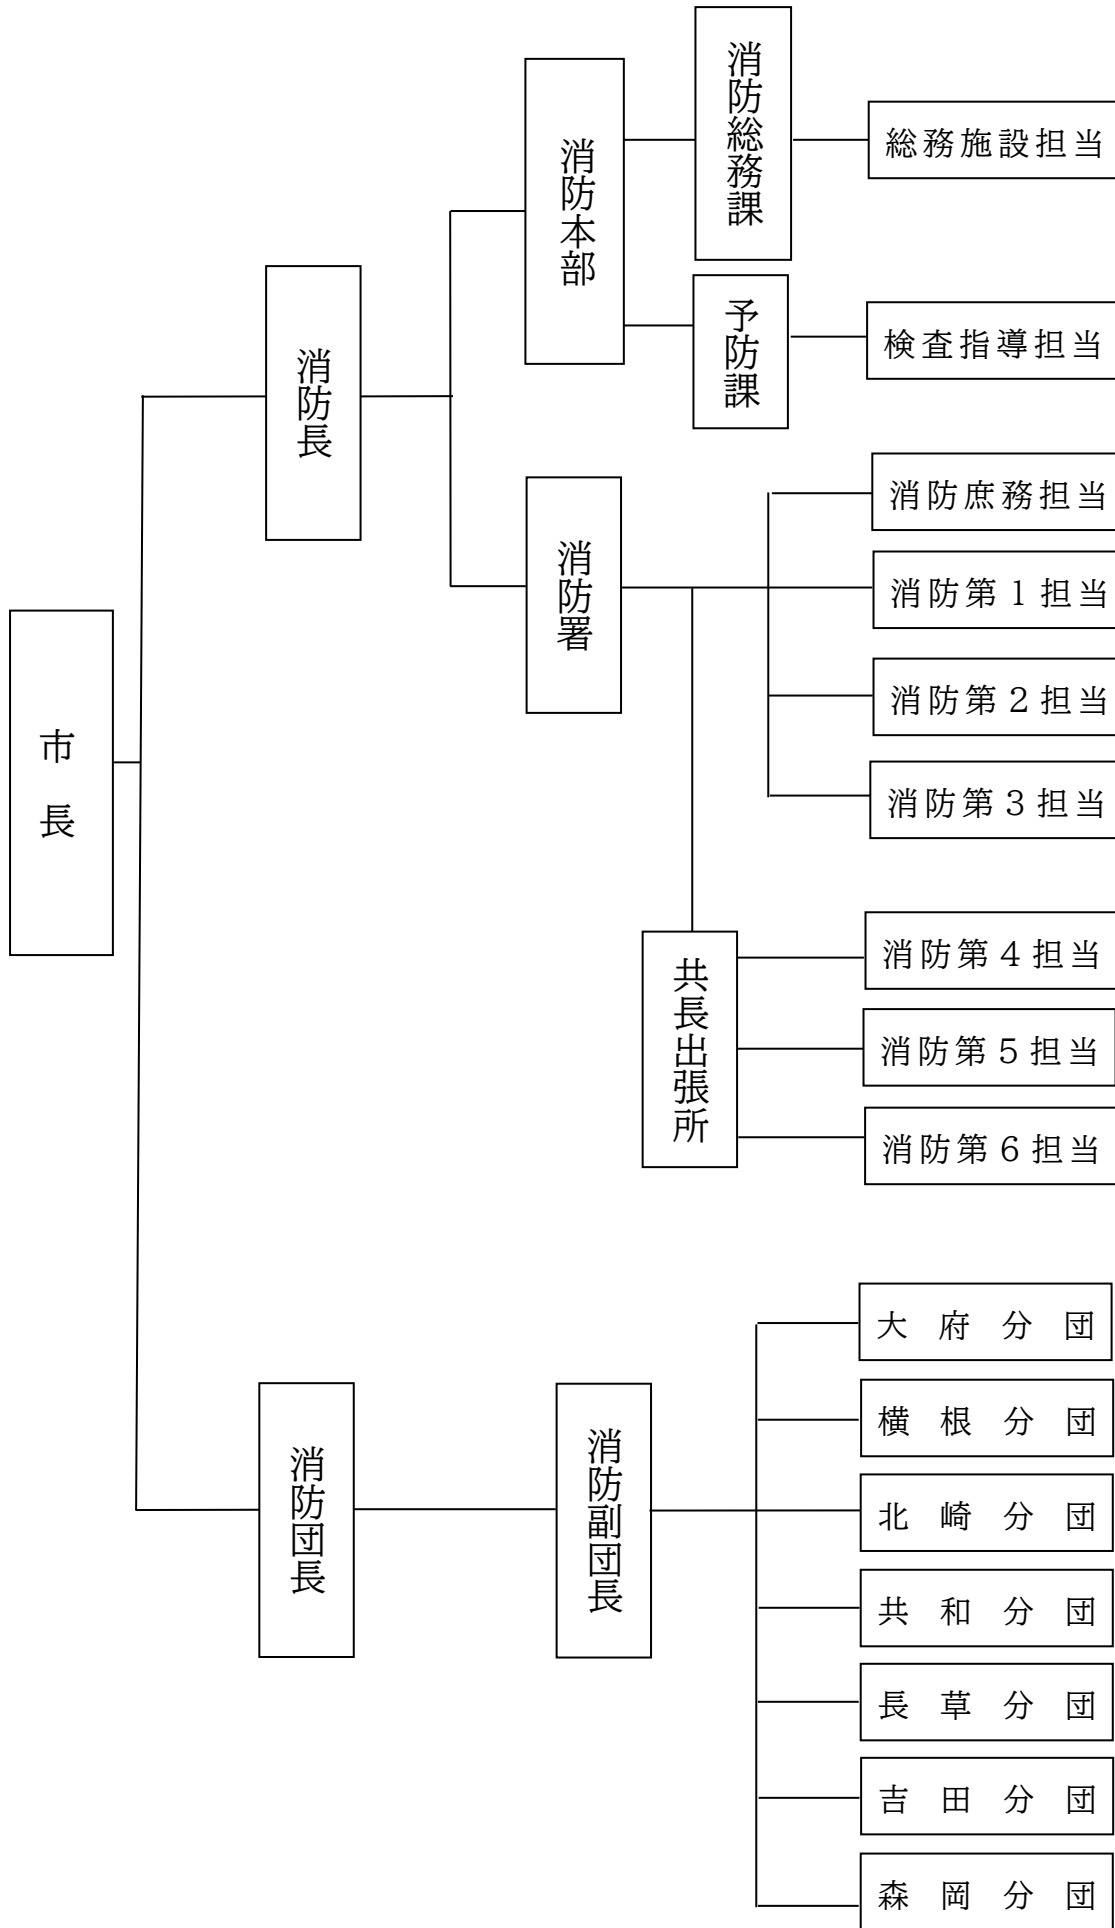 市長
消防長
消防本部
消防総務課
総務施設担当
予防課
検査指導担当
消防署
消防庶務担当
消防第１担当
消防第２担当
消防第３担当
共長出張所
消防第４担当
消防第５担当
消防第６担当
消防団長
消防副団長
大府分団
横根分団
北崎分団
共和分団
長草分団
吉田分団
森岡分団